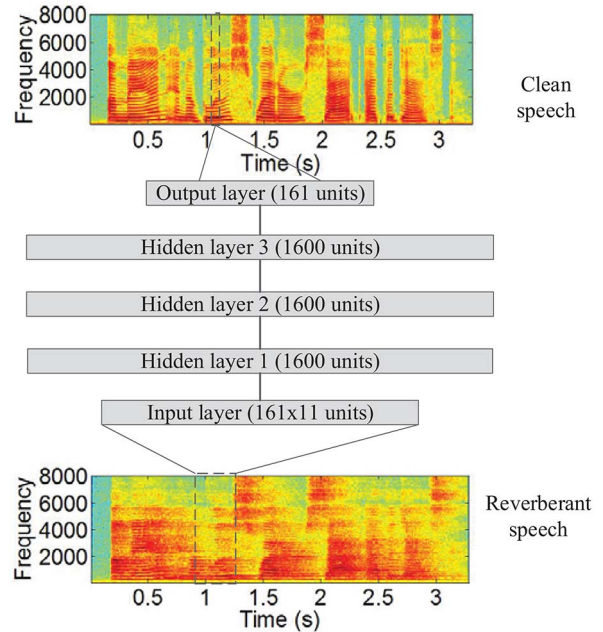 8000
6000
4000
2000
Frequency
0.5 1 1.5 2 2.5 3
Time (s)
Clean
speech
Output layer (161 units)
Hidden layer 3 (1600 units)
Hidden layer 2 (1600 units)
Hidden layer 1 (1600 units)
Input layer (161x11 units)
8000
6000
4000
2000
Frequency
0.5 1 1.5 2 2.5 3
Time (s)
Reverberant
speech